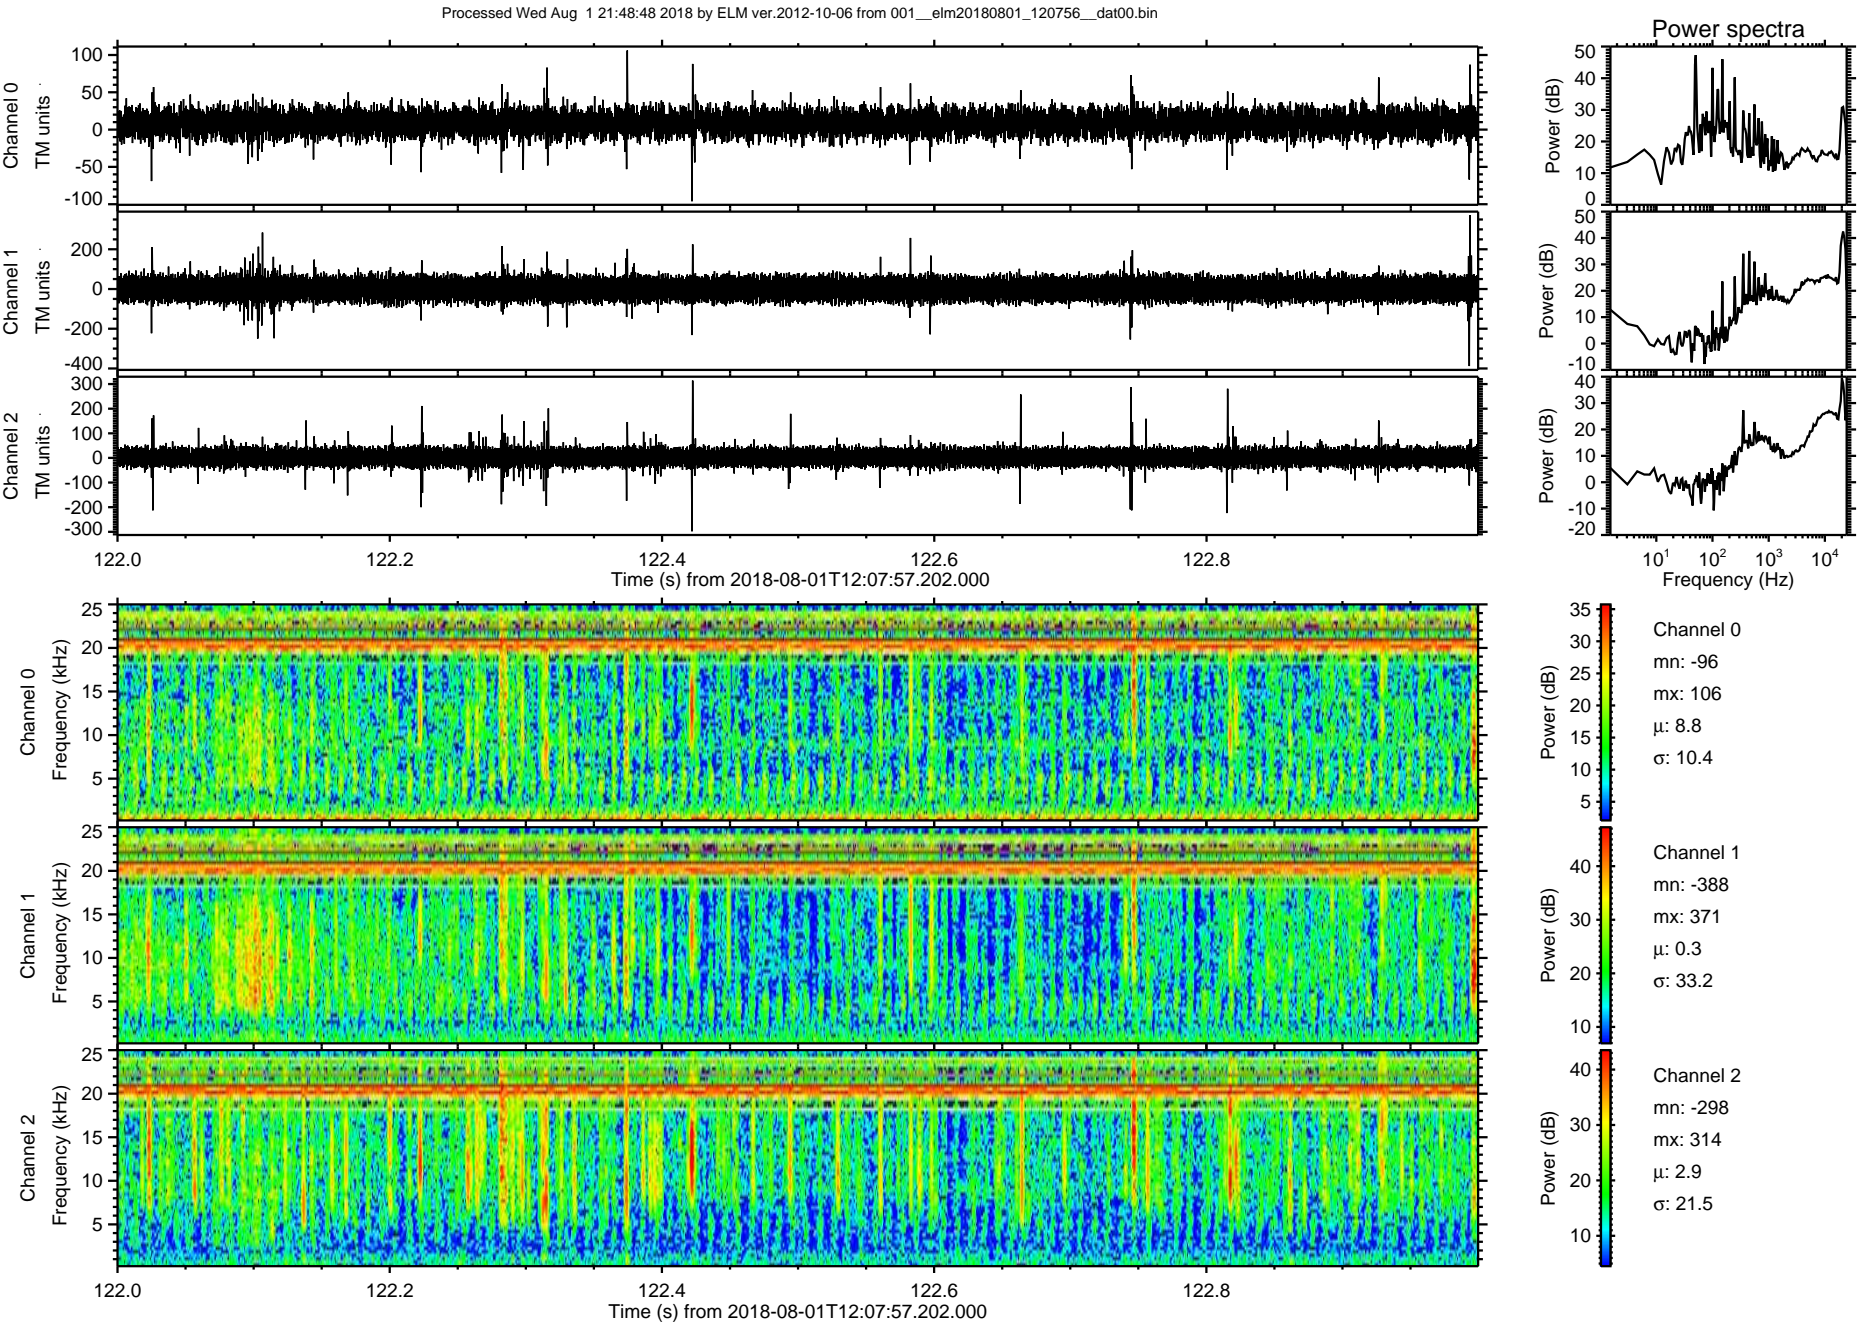 Processed Wed Aug 1 21:48:48 2018 by ELM ver.2012-10-06 from 001__elm20180801_120756__dat00.bin
Power spectra
Channel 0
TM units
100
50
0
-50
-100
Power (dB)
50
40
30
20
10
0
Channel 1
TM units
200
0
-200
-400
Power (dB)
50
40
30
20
10
0
-10
Channel 2
TM units
300
200
100
0
-100
-200
-300
Power (dB)
40
30
20
10
0
-10
-20
122.0 122.2 122.4 122.6 122.8
Time (s) from 2018-08-01T12:07:57.202.000
10¹ 10² 10³ 10⁴
Frequency (Hz)
Channel 0
Frequency (kHz)
25
20
15
10
5
Power (dB)
35
30
25
20
15
10
5
Channel 0
mn: -96
mx: 106
μ: 8.8
σ: 10.4
Channel 1
Frequency (kHz)
25
20
15
10
5
Power (dB)
40
30
20
10
Channel 1
mn: -388
mx: 371
μ: 0.3
σ: 33.2
Channel 2
Frequency (kHz)
25
20
15
10
5
Power (dB)
40
30
20
10
Channel 2
mn: -298
mx: 314
μ: 2.9
σ: 21.5
122.0 122.2 122.4 122.6 122.8
Time (s) from 2018-08-01T12:07:57.202.000